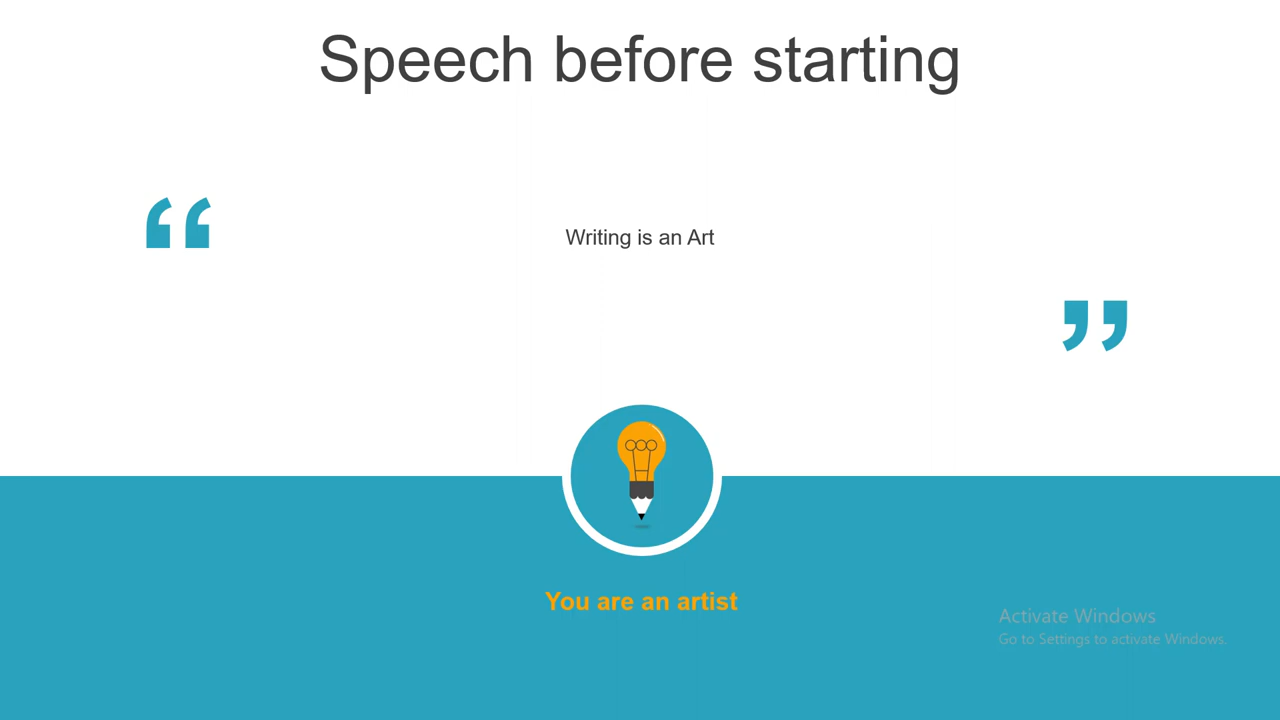 Speech before starting
“
Writing is an Art
”
You are an artist
Activate Windows
Go to Settings to activate Windows.